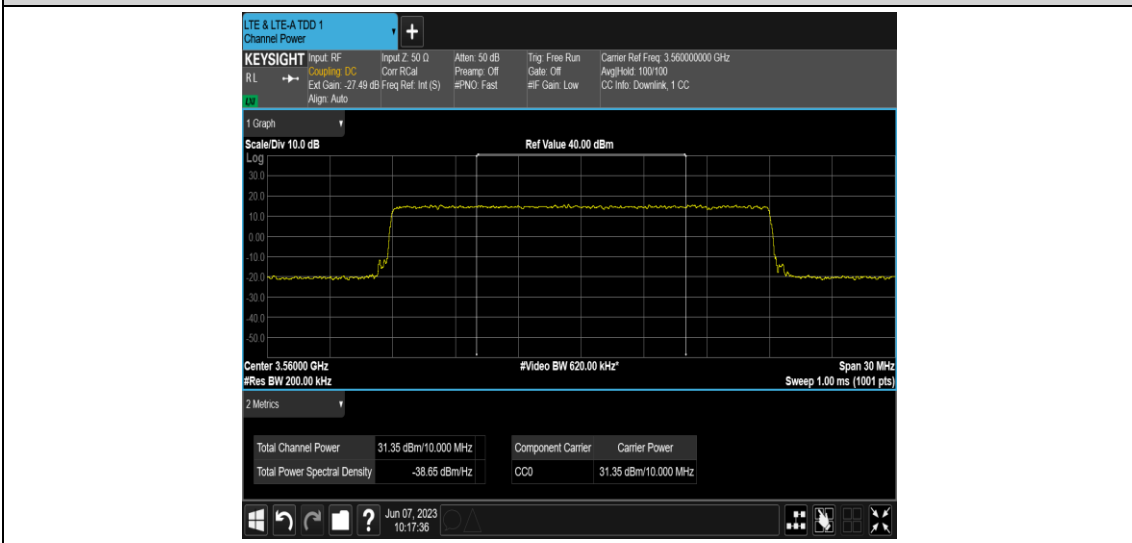 LTE & LTE-A TDD 1
Channel Power
+
KEYSIGHT Input: RF Input Z: 50 Ω Atten: 50 dB Trig: Free Run Carrier Ref Freq: 3.560000000 GHz
RL Coupling: DC Corr RCal Preamp: Off Gate: Off Avg|Hold: 100/100
Ext Gain: -27.49 dB Freq Ref: Int (S) #PNO: Fast #IF Gain: Low CC Info: Downlink, 1 CC
Align: Auto
1 Graph
Scale/Div 10.0 dB Ref Value 40.00 dBm
Log
30.0
20.0
10.0
0.00
-10.0
-20.0
-30.0
-40.0
-50.0
Center 3.56000 GHz #Video BW 620.00 kHz* Span 30 MHz
#Res BW 200.00 kHz Sweep 1.00 ms (1001 pts)
2 Metrics
Total Channel Power 31.35 dBm/10.000 MHz Component Carrier Carrier Power
Total Power Spectral Density -38.65 dBm/Hz CC0 31.35 dBm/10.000 MHz
? Jun 07, 2023
10:17:36